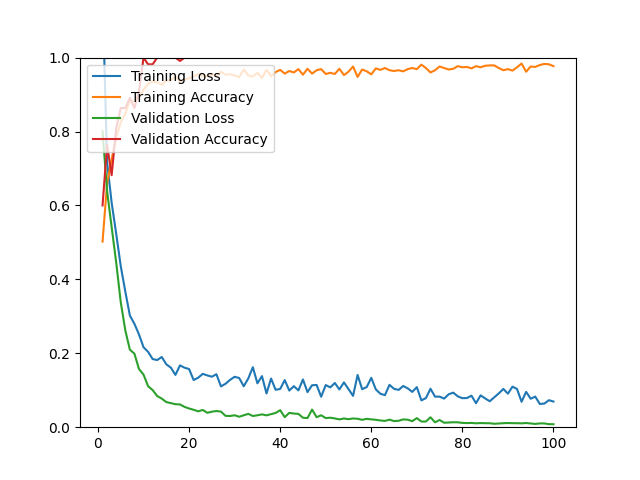 1.0
0.8
0.6
0.4
0.2
0.0
Training Loss
Training Accuracy
Validation Loss
Validation Accuracy
0 20 40 60 80 100